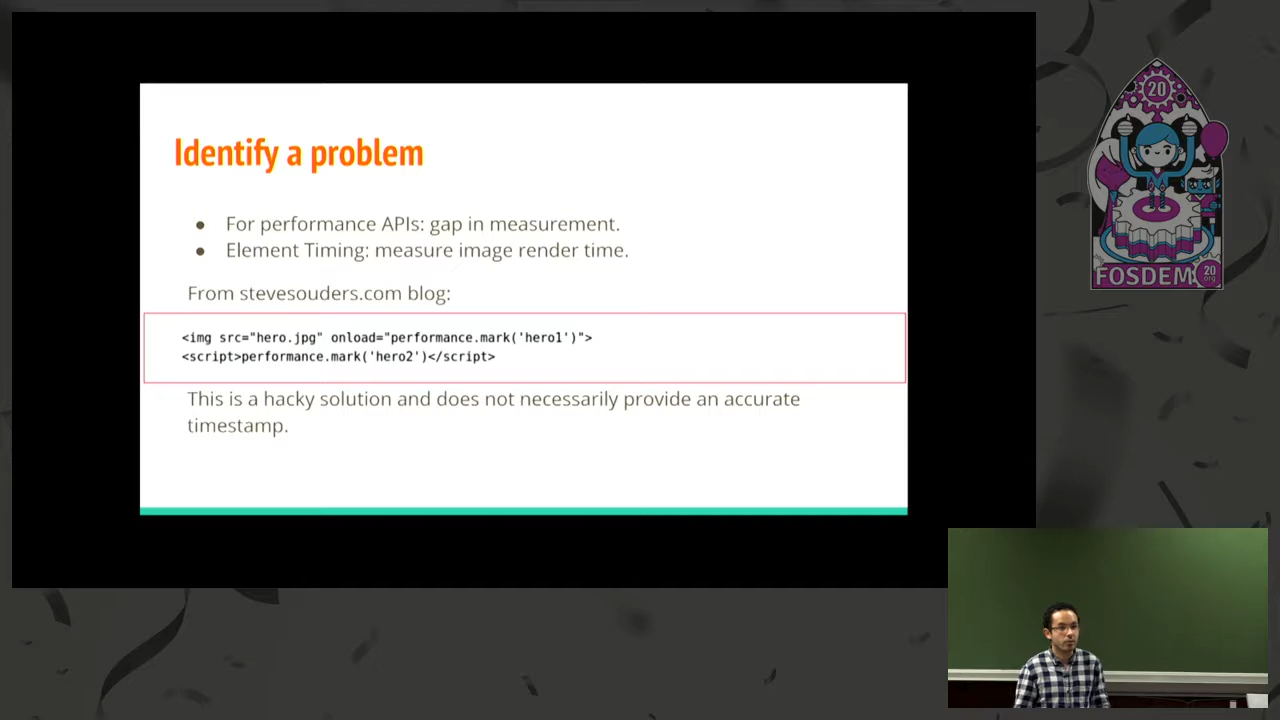 Identify a problem
● For performance APIs: gap in measurement.
● Element Timing: measure image render time.
From stevesouders.com blog:
<img src="hero.jpg" onload="performance.mark('hero1')">
<script>performance.mark('hero2')</script>
This is a hacky solution and does not necessarily provide an accurate
timestamp.
20
FOSDEM 20
.org